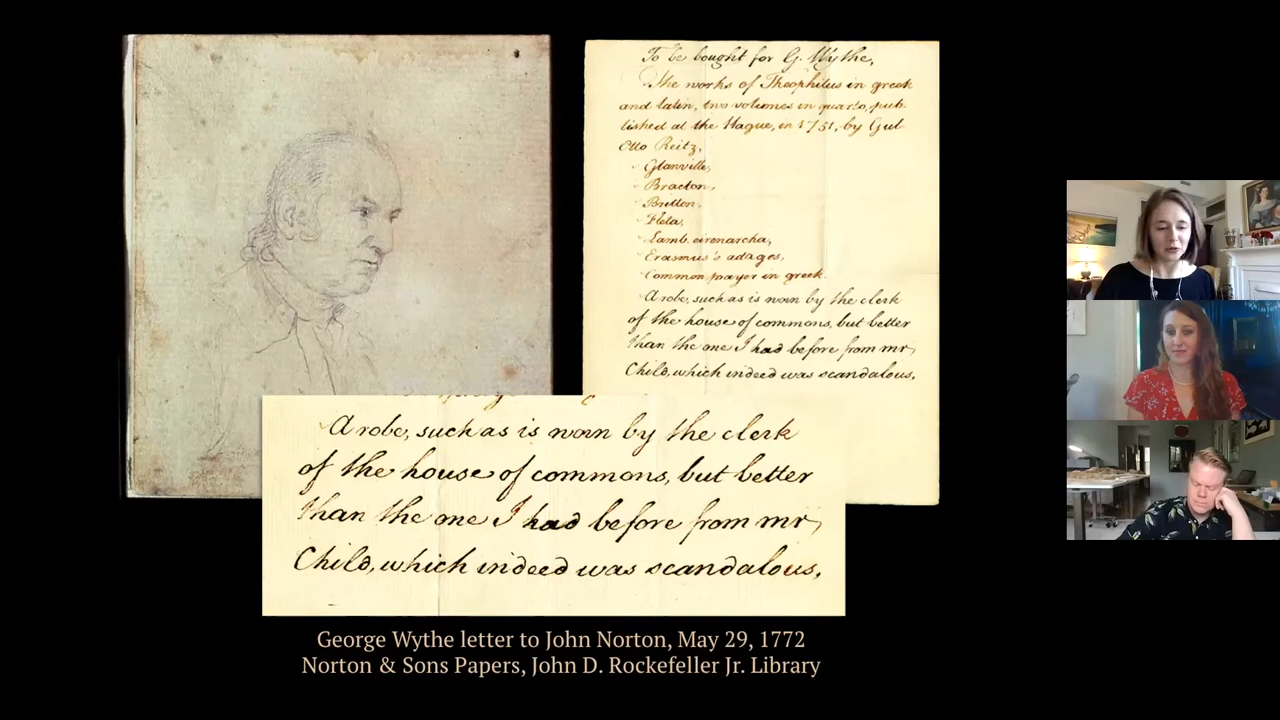 To be bought for G. Wythe,
The works of Theophilus in greek
and latin, two volumes in quarto, pub-
lished at the Hague, in 1751, by Gul.
Otto Reitz,
Glanville,
Bracton,
Britton,
Fleta,
Lamb. eirenarcha,
Erasmus's adages,
Common prayer in greek.
A robe, such as is worn by the clerk
of the house of commons, but better
than the one I had before from mr,
Child, which indeed was scandalous,
A robe, such as is worn by the clerk
of the house of commons, but better
than the one I had before from mr,
Child, which indeed was scandalous,
George Wythe letter to John Norton, May 29, 1772
Norton & Sons Papers, John D. Rockefeller Jr. Library